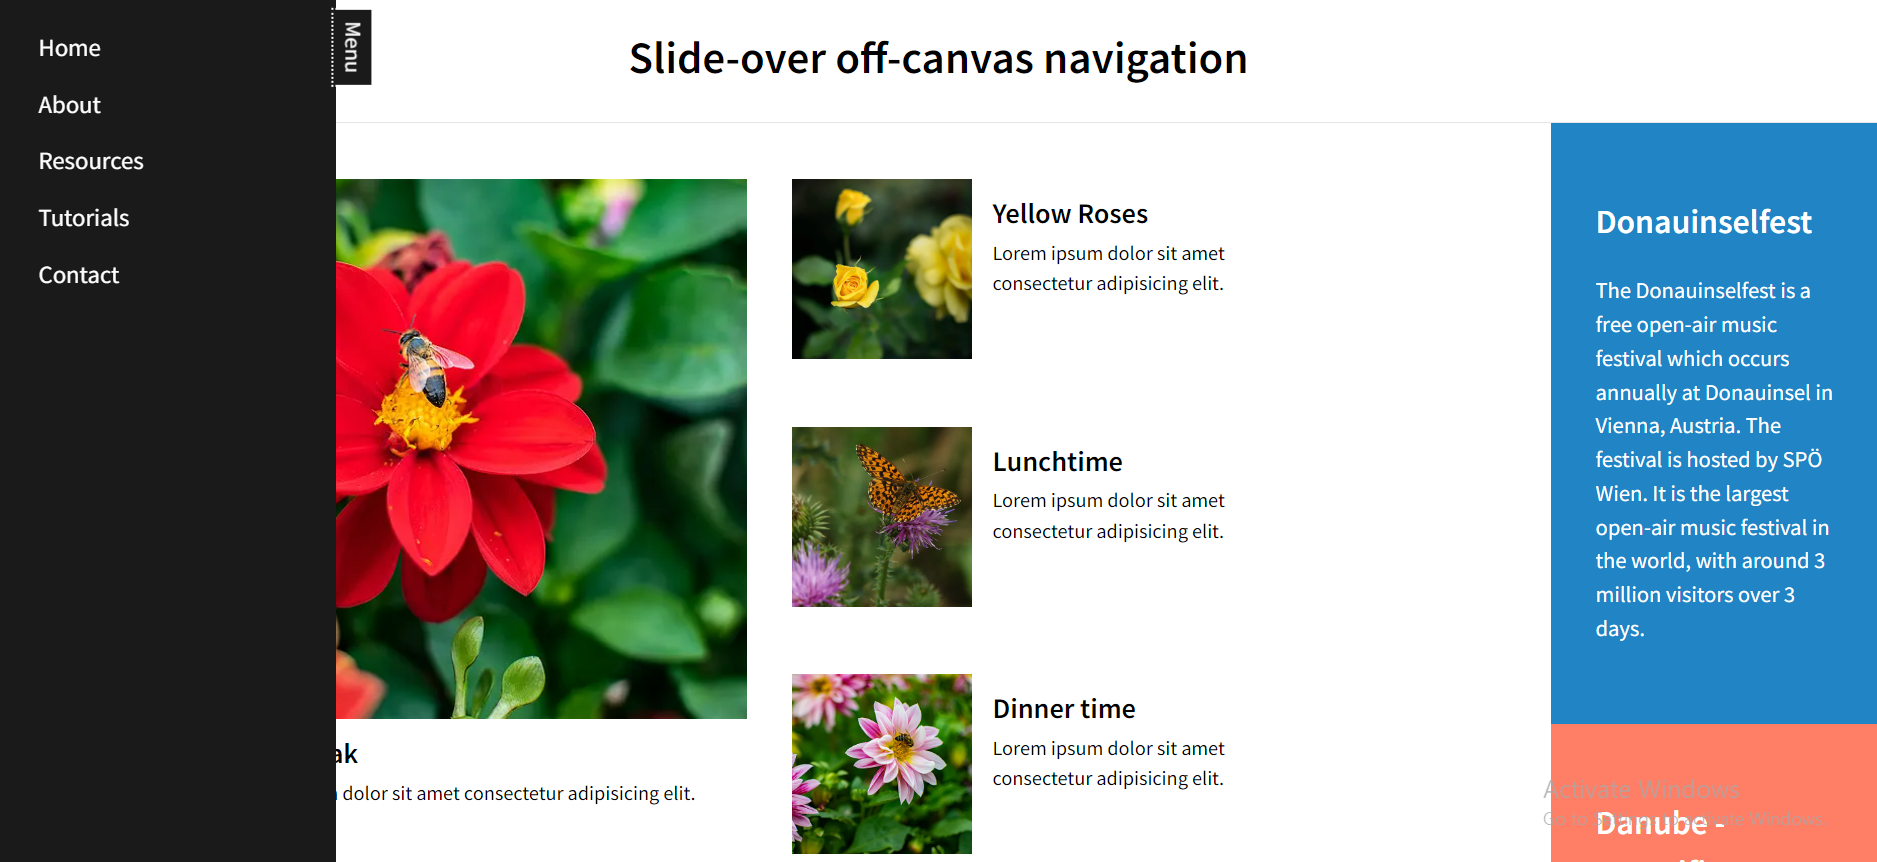 Home
About
Resources
Tutorials
Contact
Menu
Slide-over off-canvas navigation
ak
dolor sit amet consectetur adipisicing elit.
Yellow Roses
Lorem ipsum dolor sit amet
consectetur adipisicing elit.
Lunchtime
Lorem ipsum dolor sit amet
consectetur adipisicing elit.
Dinner time
Lorem ipsum dolor sit amet
consectetur adipisicing elit.
Donauinselfest
The Donauinselfest is a
free open-air music
festival which occurs
annually at Donauinsel in
Vienna, Austria. The
festival is hosted by SPÖ
Wien. It is the largest
open-air music festival in
the world, with around 3
million visitors over 3
days.
Danube -
Activate Windows
Go to Settings to activate Windows.